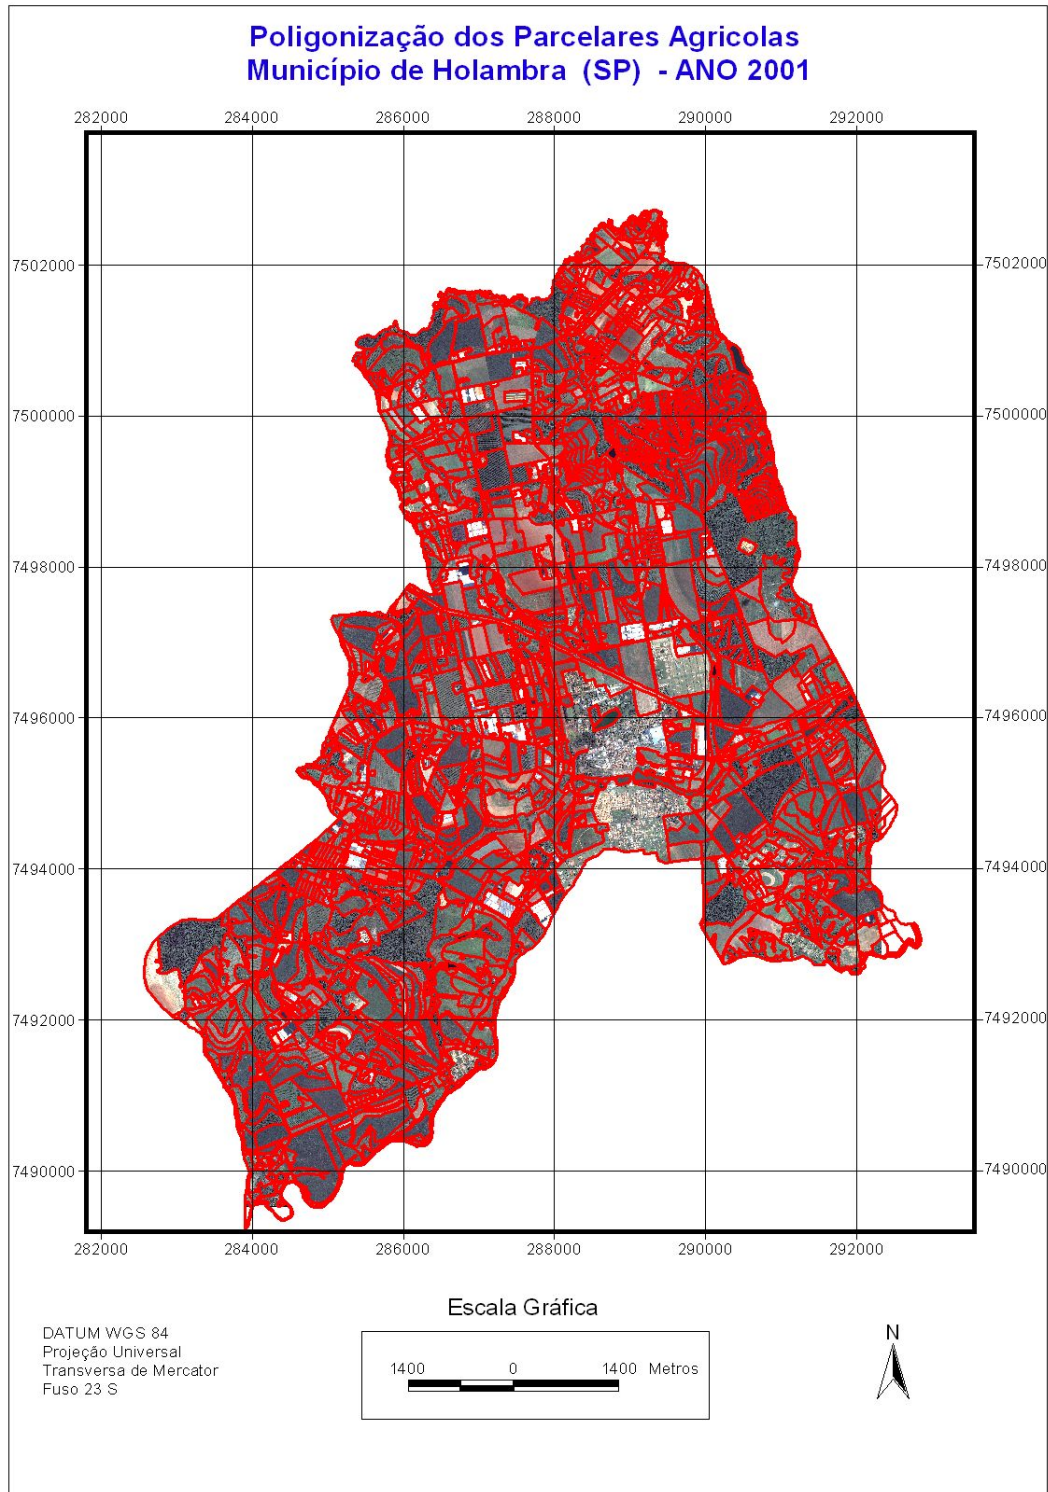 Poligonização dos Parcelares Agricolas
Município de Holambra (SP) - ANO 2001
282000 284000 286000 288000 290000 292000
7502000 7502000
7500000 7500000
7498000 7498000
7496000 7496000
7494000 7494000
7492000 7492000
7490000 7490000
282000 284000 286000 288000 290000 292000
Escala Gráfica
DATUM WGS 84
Projeção Universal
Transversa de Mercator
Fuso 23 S
1400 0 1400 Metros
N